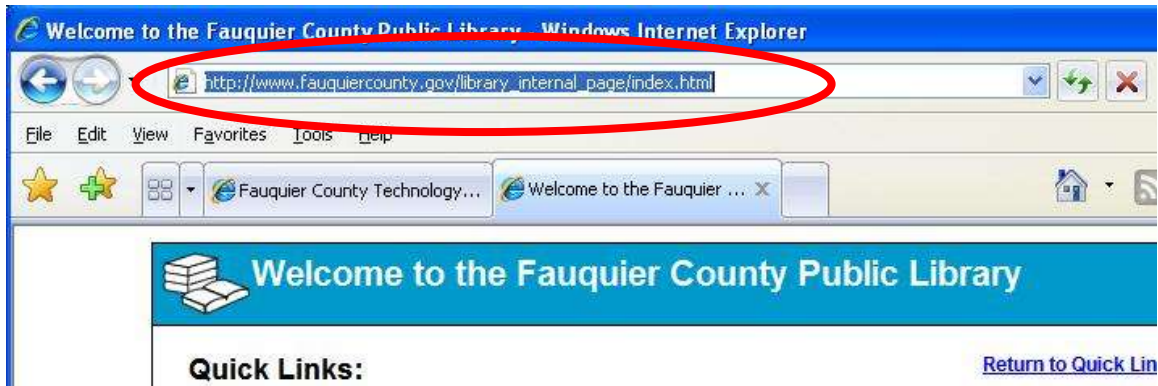 Welcome to the Fauquier County Public Library - Windows Internet Explorer
http://www.fauquiercounty.gov/library_internal_page/index.html
File Edit View Favorites Tools Help
Fauquier County Technology... Welcome to the Fauquier ...
Welcome to the Fauquier County Public Library
Quick Links: Return to Quick Lin